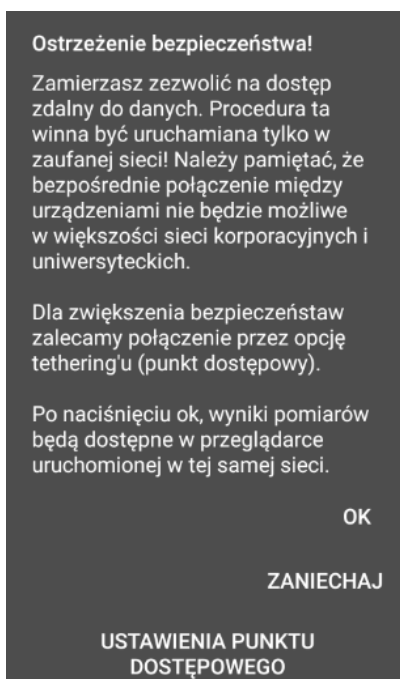 Ostrzeżenie bezpieczeństwa!
Zamierzasz zezwolić na dostęp
zdalny do danych. Procedura ta
winna być uruchamiana tylko w
zaufanej sieci! Należy pamiętać, że
bezpośrednie połączenie między
urządzeniami nie będzie możliwe
w większości sieci korporacyjnych i
uniwersyteckich.
Dla zwiększenia bezpieczeństaw
zalecamy połączenie przez opcję
tethering'u (punkt dostępowy).
Po naciśnięciu ok, wyniki pomiarów
będą dostępne w przeglądarce
uruchomionej w tej samej sieci.
OK
ZANIECHAJ
USTAWIENIA PUNKTU
DOSTĘPOWEGO